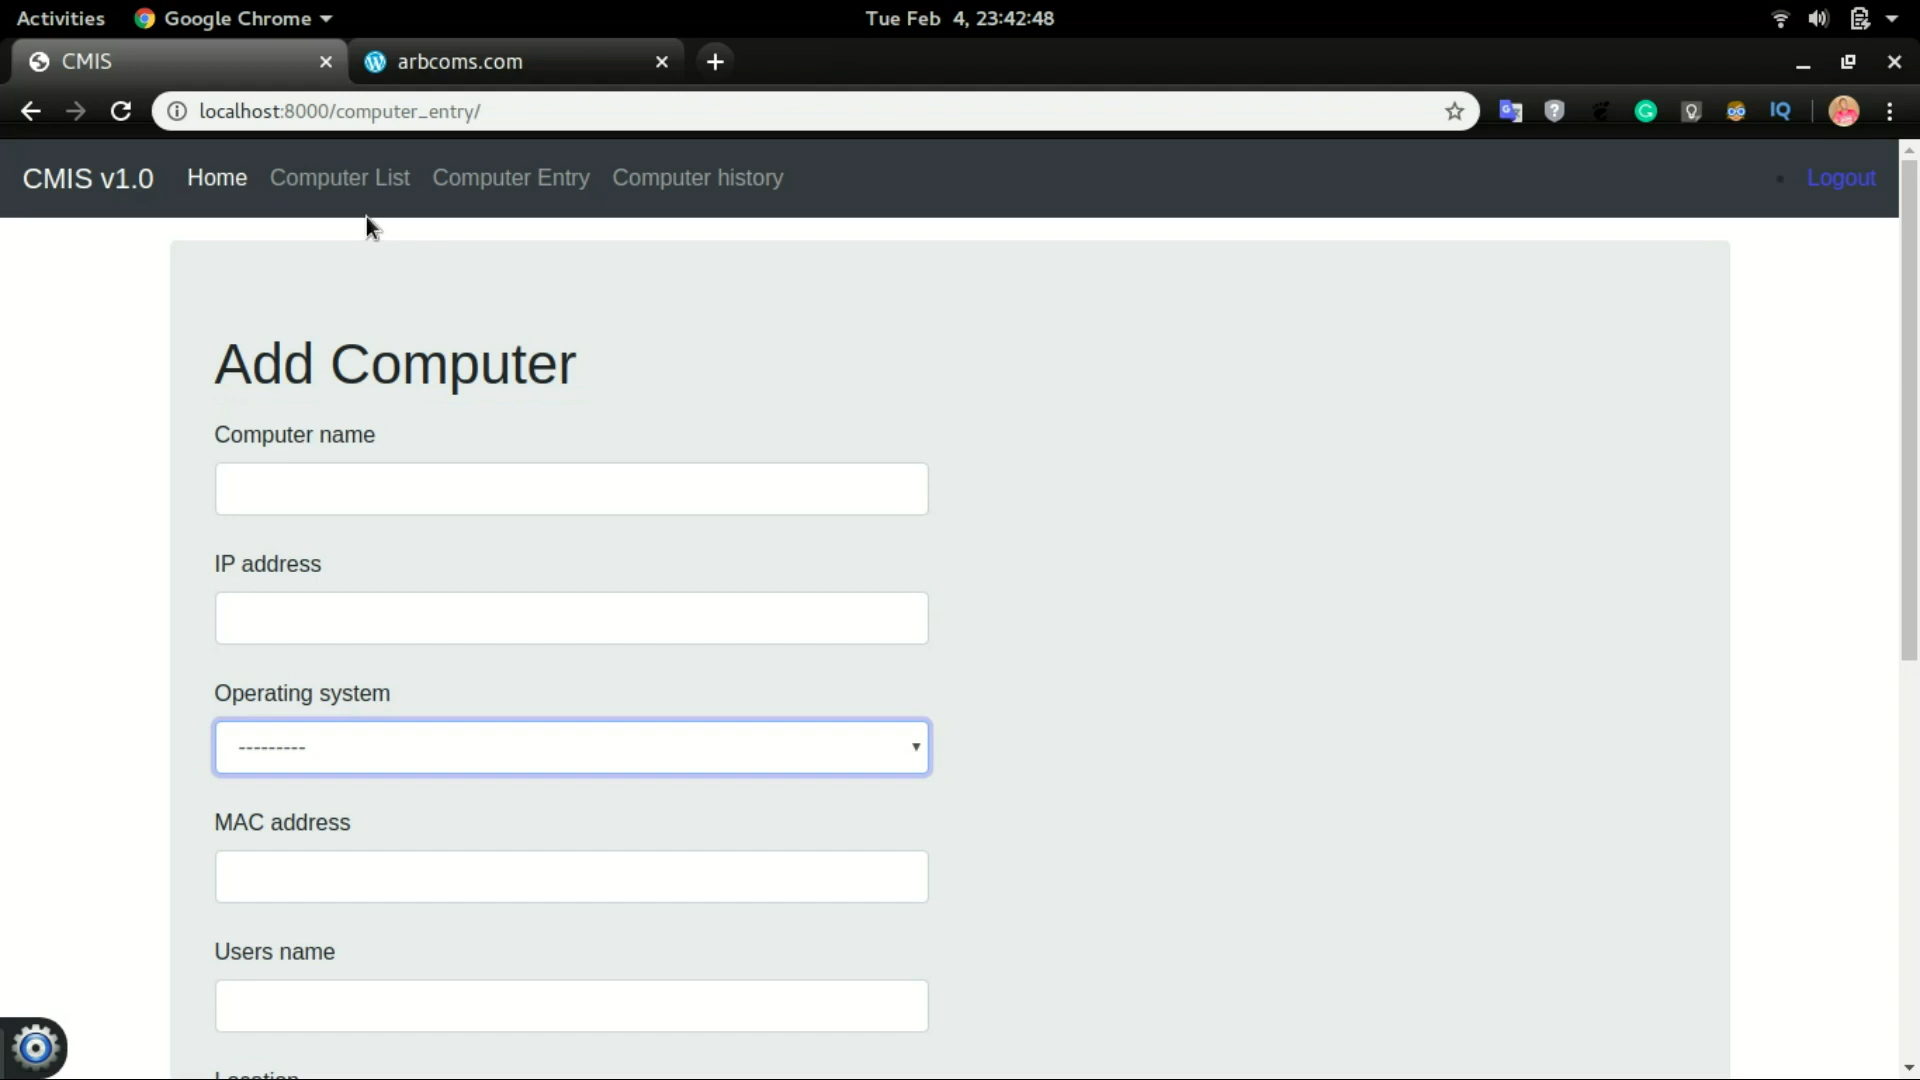 Activities Google Chrome Tue Feb 4, 23:42:48
CMIS arbcoms.com
localhost:8000/computer_entry/ IQ
CMIS v1.0 Home Computer List Computer Entry Computer history Logout
Add Computer
Computer name
IP address
Operating system
---------
MAC address
Users name
Location